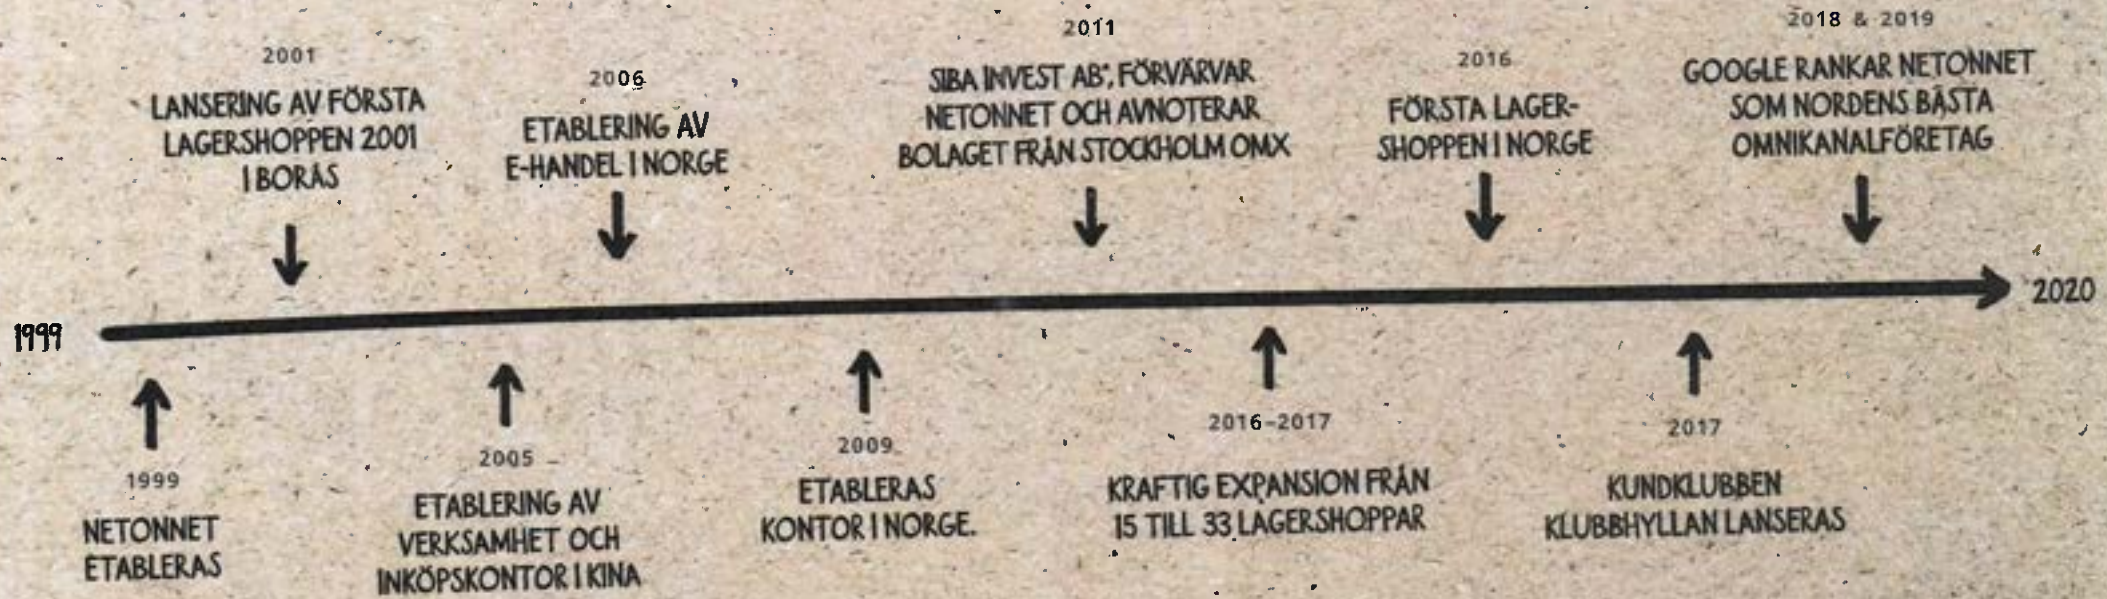 2001
LANSERING AV FÖRSTA
LAGERSHOPPEN 2001
I BORÅS
2006
ETABLERING AV
E-HANDEL I NORGE
2011
SIBA INVEST AB*, FÖRVÄRVAR
NETONNET OCH AVNOTERAR
BOLAGET FRÅN STOCKHOLM OMX
2016
FÖRSTA LAGER-
SHOPPEN I NORGE
2018 & 2019
GOOGLE RANKAR NETONNET
SOM NORDENS BÄSTA
OMNIKANALFÖRETAG
1999
2020
1999
NETONNET
ETABLERAS
2005
ETABLERING AV
VERKSAMHET OCH
INKÖPSKONTOR I KINA
2009
ETABLERAS
KONTOR I NORGE.
2016-2017
KRAFTIG EXPANSION FRÅN
15 TILL 33 LAGERSHOPPAR
2017
KUNDKLUBBEN
KLUBBHYLLAN LANSERAS